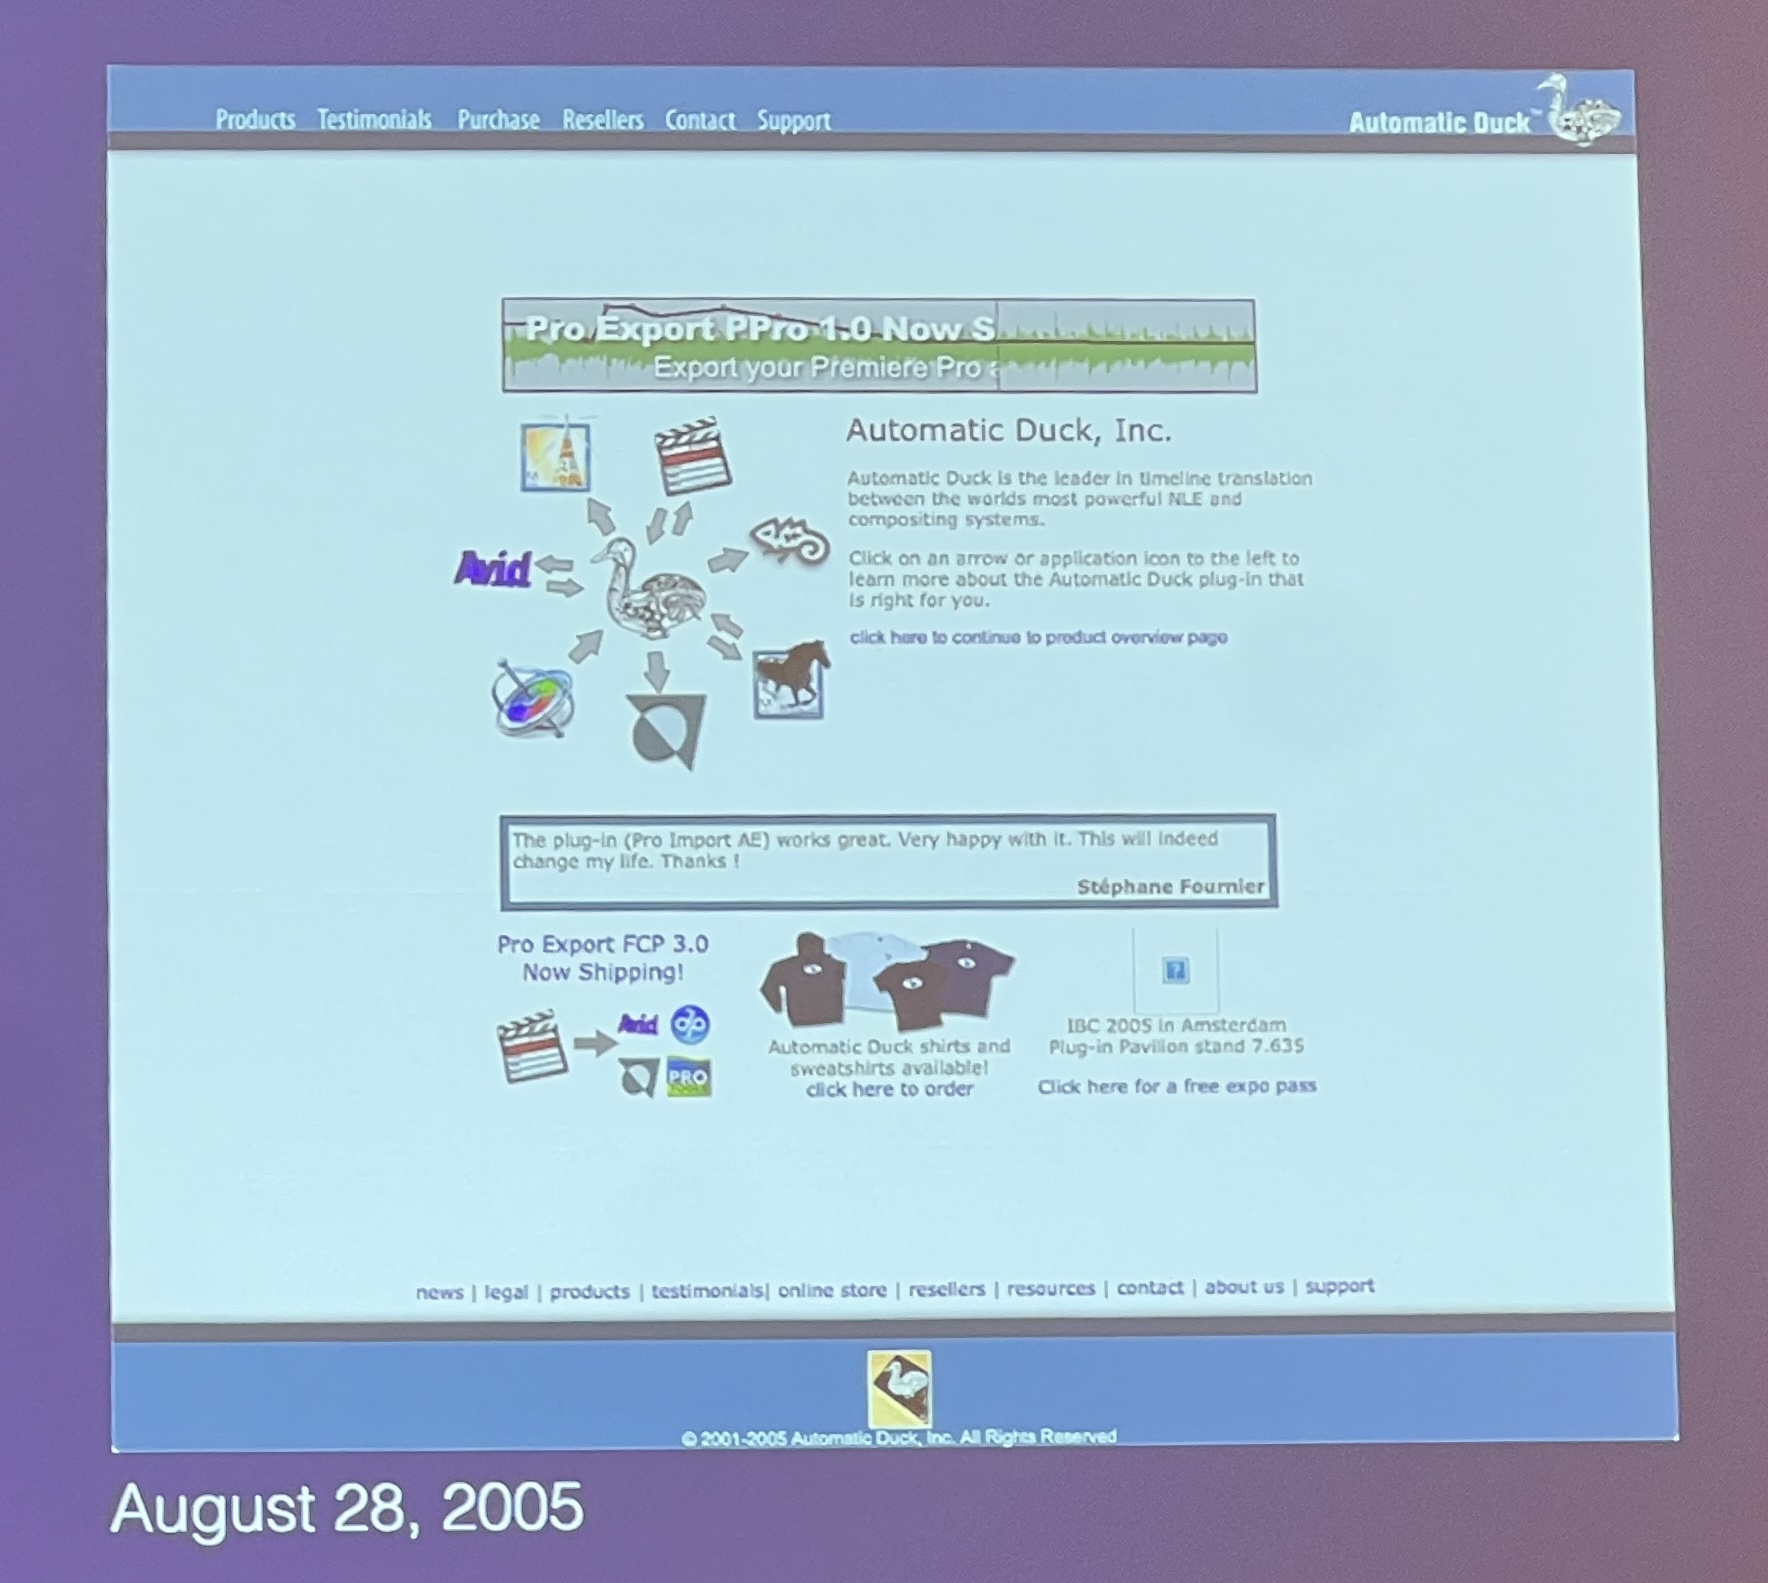 Products Testimonials Purchase Resellers Contact Support
Automatic Duck™
Pro Export PPro 1.0 Now S
Export your Premiere Pro a
Automatic Duck, Inc.
Automatic Duck is the leader in timeline translation
between the worlds most powerful NLE and
compositing systems.
Click on an arrow or application icon to the left to
learn more about the Automatic Duck plug-in that
is right for you.
click here to continue to product overview page
Avid
The plug-in (Pro Import AE) works great. Very happy with it. This will indeed
change my life. Thanks !
Stéphane Fournier
Pro Export FCP 3.0
Now Shipping!
Avid dp
PRO
Automatic Duck shirts and
sweatshirts available!
click here to order
?
IBC 2005 in Amsterdam
Plug-in Pavilion stand 7.635
Click here for a free expo pass
news | legal | products | testimonials| online store | resellers | resources | contact | about us | support
© 2001-2005 Automatic Duck, Inc. All Rights Reserved
August 28, 2005